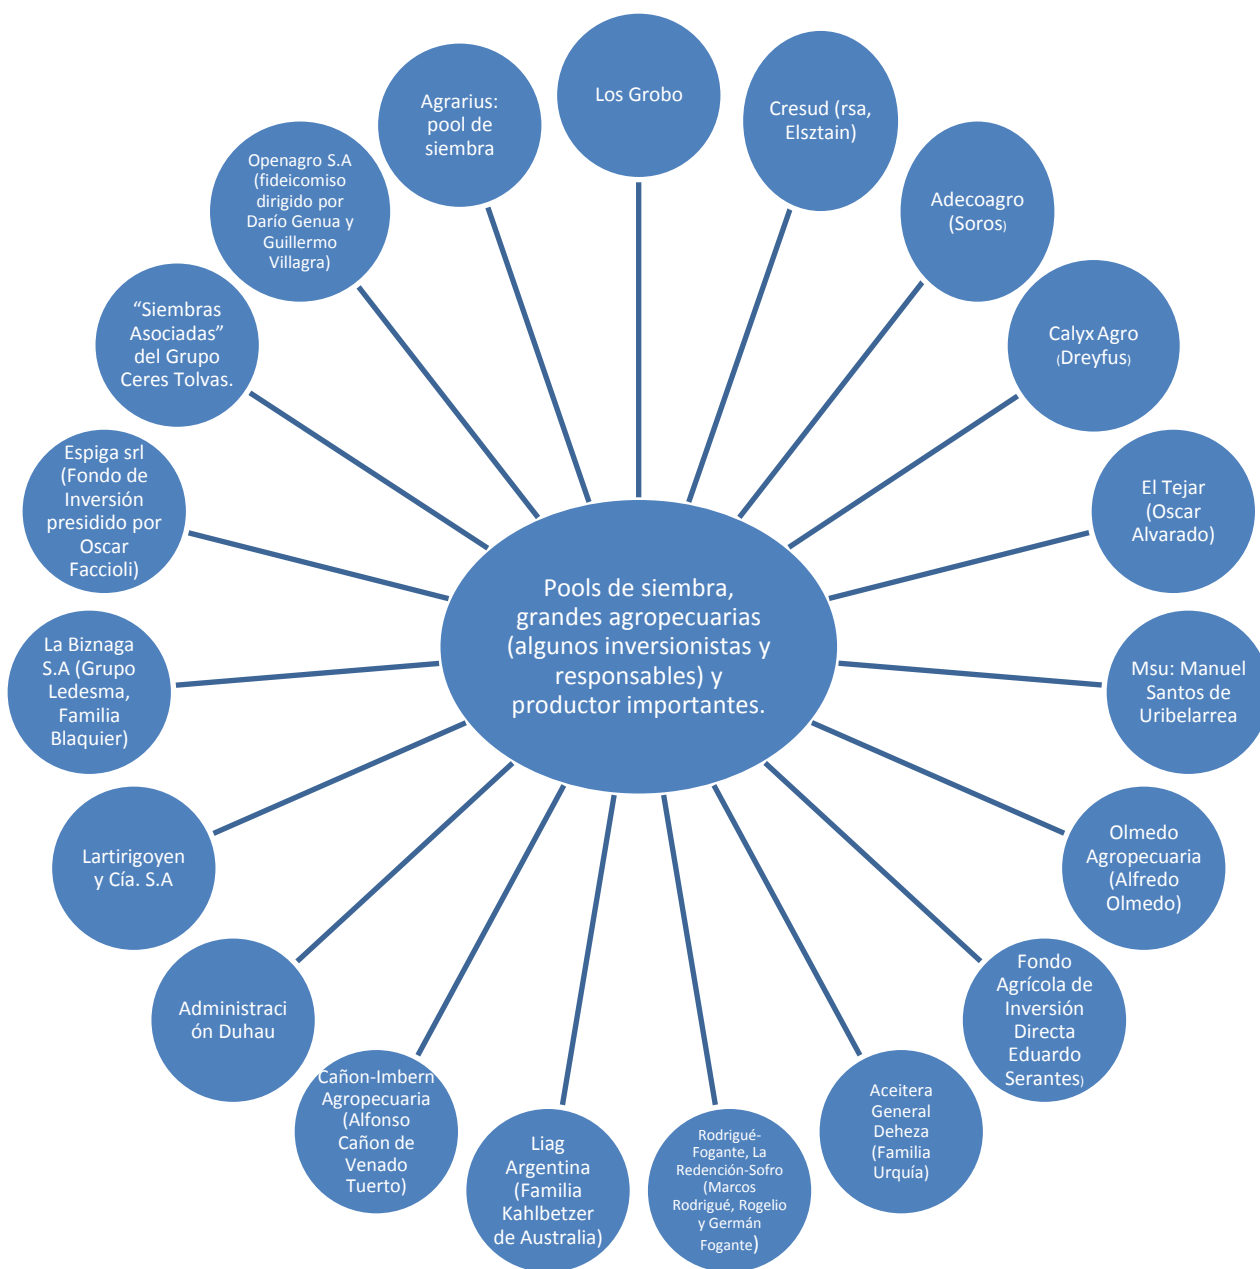 Los Grobo
Cresud (rsa,
Elsztain)
Adecoagro
(Soros)
Calyx Agro
(Dreyfus)
El Tejar
(Oscar
Alvarado)
Msu: Manuel
Santos de
Uribelarrea
Olmedo
Agropecuaria
(Alfredo
Olmedo)
Fondo
Agrícola de
Inversión
Directa
Eduardo
Serantes)
Aceitera
General
Deheza
(Familia
Urquía)
Rodrigué-
Fogante, La
Redención-Sofro
(Marcos
Rodrigué, Rogelio
y Germán
Fogante)
Liag
Argentina
(Familia
Kahlbetzer
de Australia)
Cañon-Imbern
Agropecuaria
(Alfonso
Cañon de
Venado
Tuerto)
Administraci
ón Duhau
Lartirigoyen
y Cía. S.A
La Biznaga
S.A (Grupo
Ledesma,
Familia
Blaquier)
Espiga srl
(Fondo de
Inversión
presidido por
Oscar
Faccioli)
“Siembras
Asociadas”
del Grupo
Ceres Tolvas.
Openagro S.A
(fideicomiso
dirigido por
Darío Genua y
Guillermo
Villagra)
Agrarius:
pool de
siembra
Pools de siembra,
grandes agropecuarias
(algunos inversionistas y
responsables) y
productor importantes.